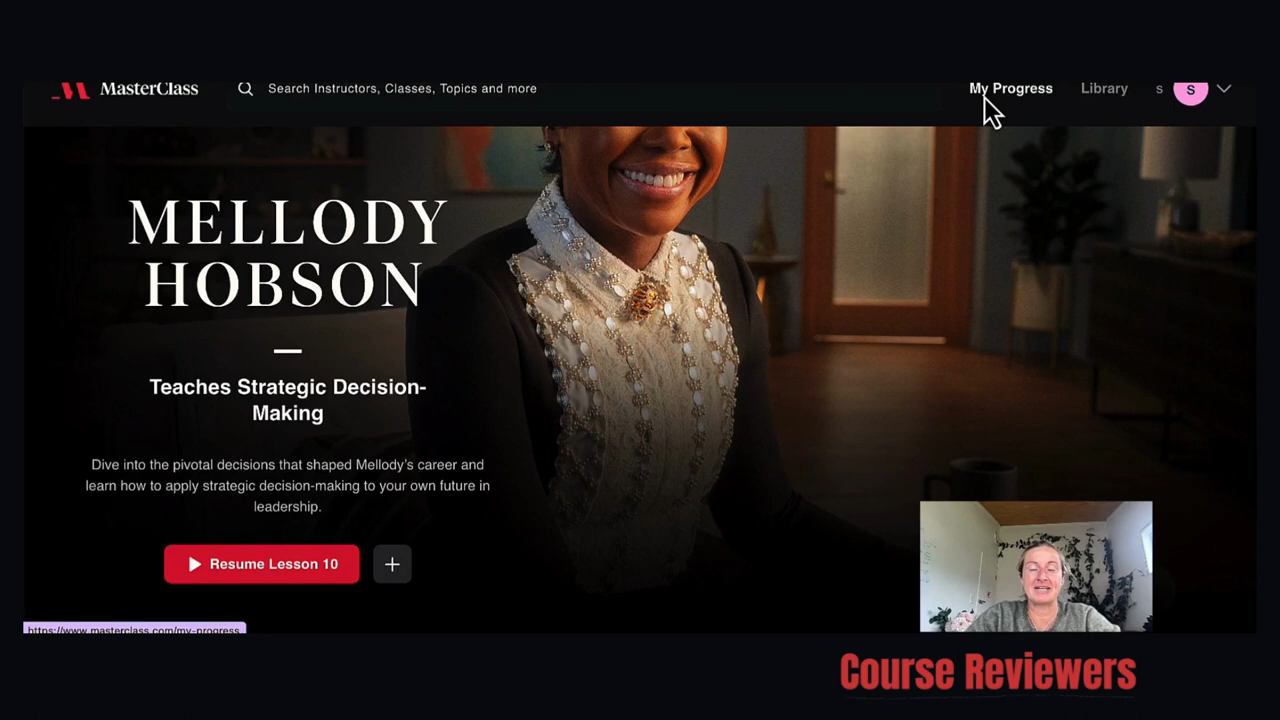 MasterClass
Search Instructors, Classes, Topics and more
My Progress
Library
S
S
MELLODY
HOBSON
Teaches Strategic Decision-
Making
Dive into the pivotal decisions that shaped Mellody's career and
learn how to apply strategic decision-making to your own future in
leadership.
Resume Lesson 10
https://www.masterclass.com/my-progress
Course Reviewers